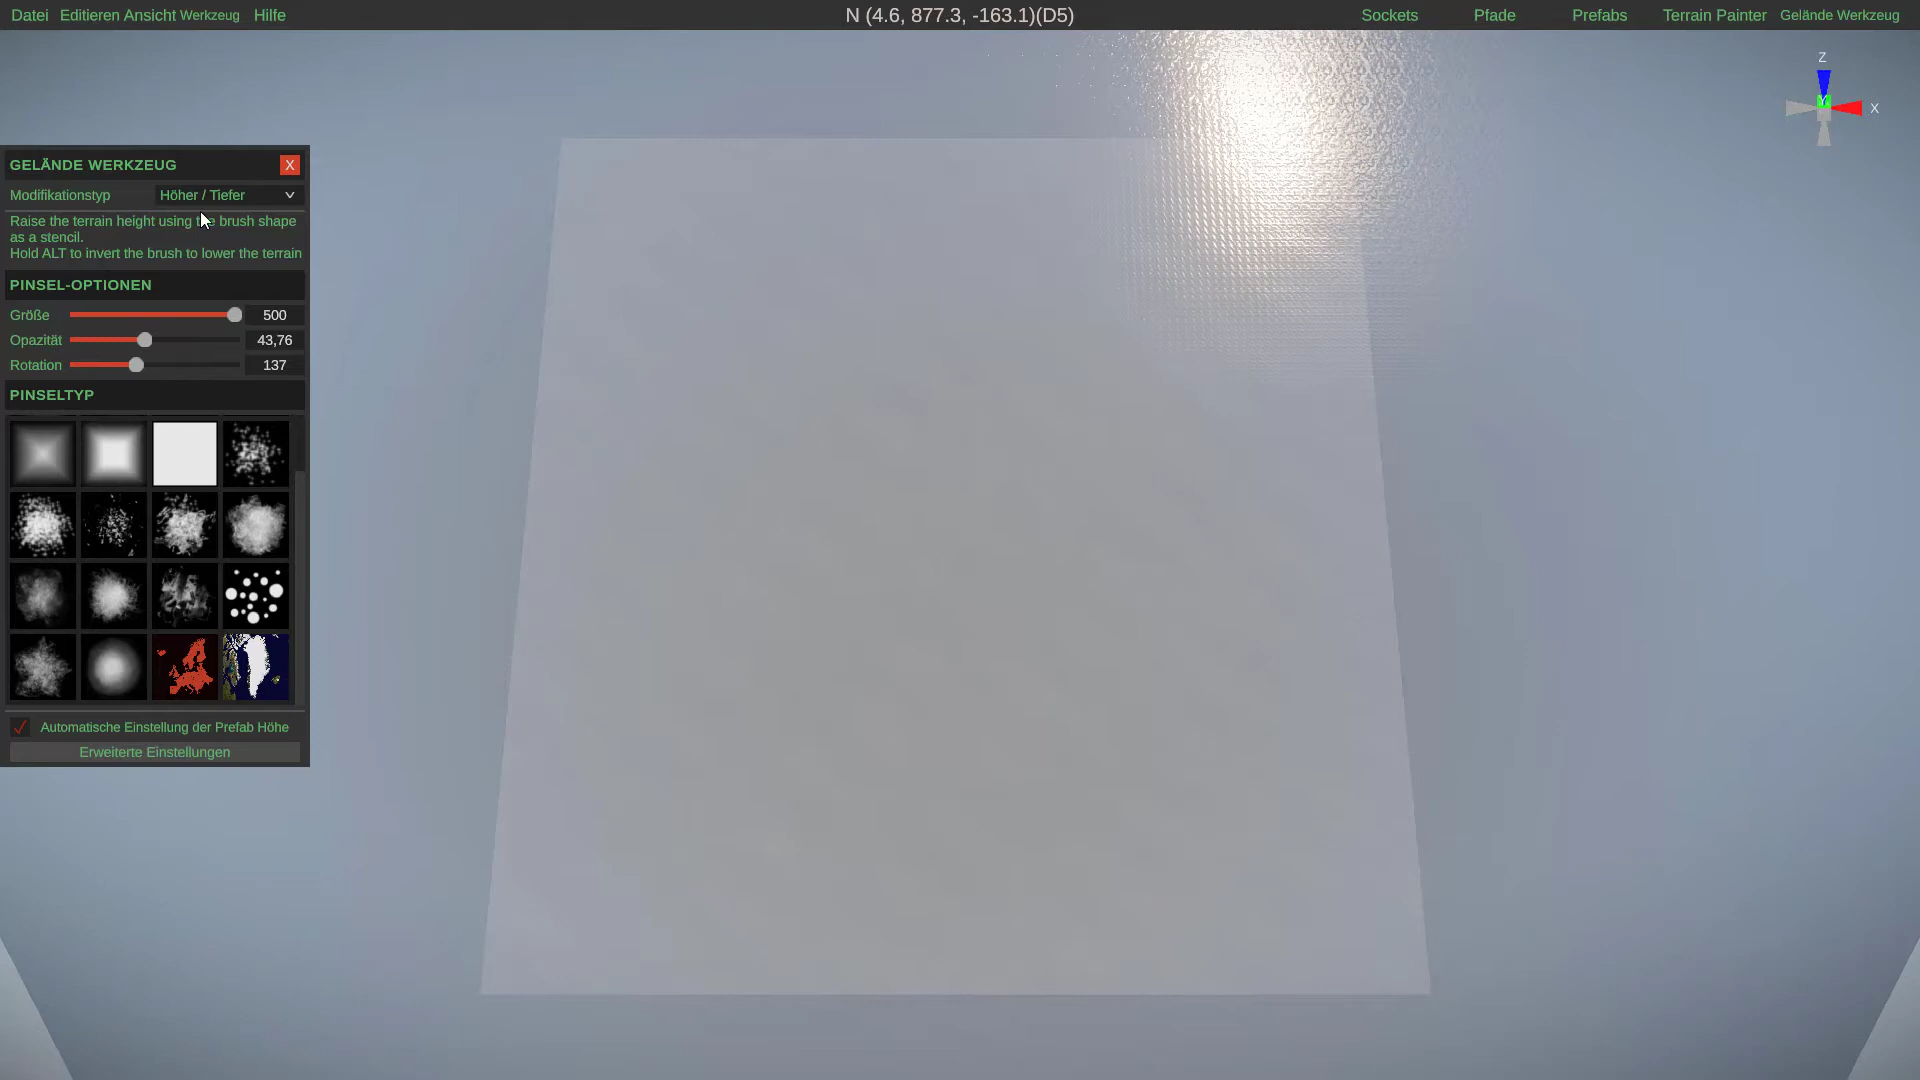 Datei Editieren Ansicht Werkzeug Hilfe
N (4.6, 877.3, -163.1)(D5)
Sockets Pfade Prefabs Terrain Painter Gelände Werkzeug
Z
Y
X
GELÄNDE WERKZEUG X
Modifikationstyp Höher / Tiefer
Raise the terrain height using the brush shape
as a stencil.
Hold ALT to invert the brush to lower the terrain
PINSEL-OPTIONEN
Größe 500
Opazität 43,76
Rotation 137
PINSELTYP
Automatische Einstellung der Prefab Höhe
Erweiterte Einstellungen